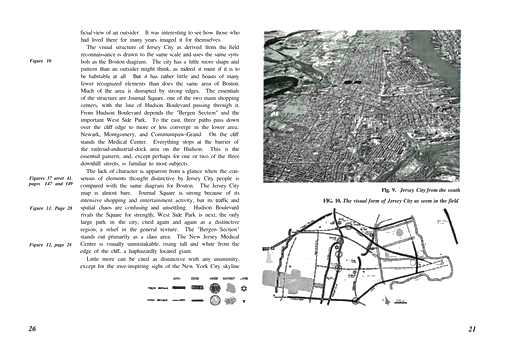 ficial view of an outsider. It was interesting to see how those who
had lived there for many years imaged it for themselves.
The visual structure of Jersey City as derived from the field
Figure 10
reconnaissance is drawn to the same scale and uses the same sym-
bols as the Boston diagram. The city has a little more shape and
pattern than an outsider might think, as indeed it must if it is to
be habitable at all But it has rather little and bouns of many
fewer recognized elements than does the same area of Boston.
Much of the area is disrupted by strong edges. The essentials
of the structure are Journal Square, one of the two main shopping
centers, with the line of Hudson Boulevard passing through it.
From Hudson Boulevard depends the "Bergen Section" and the
important West Side Park. To the east, three paths pass down
over the cliff edge to more or less converge in the lower area:
Newark, Montgomery, and Communipaw-Grand. On the cliff
stands the Medical Center. Everything stops at the barrier of
the railroad-industrial-dock area on the Hudson. This is the
essential pattern, and, except perhaps for one or two of the three
downhill streets, is familiar to most subjects.
The lack of character is apparent from a glance when the con-
Figures 37 and 41,
pages 147 and 149
sensus of elements thought distinctive by Jersey City people is
compared with the same diagram for Boston. The Jersey City
map is almost bare. Journal Square is strong because of its
intensive shopping and entertainment activity, but its traffic and
Figure 11. Page 28
spatial chaos are confusing and unsettling. Hudson Boulevard
rivals the Square for strength; West Side Park is next, the only
large park in the city, cited again and again as a distinctive
region, a relief in the general texture. The "Bergen Section"
stands out primarily as a class area. The New Jersey Medical
Figure 12, page 28
Center is visually unmistakable, rising tall and white from the
edge of the cliff, a haphazardly located giant.
Little more can be cited as distinctive with any unanimity,
except for the awe-inspiring sight of the New York City skyline
26
Fig. 9. Jersey City from the south
FIG. 10. The visual form of Jersey City as seen in the field
21